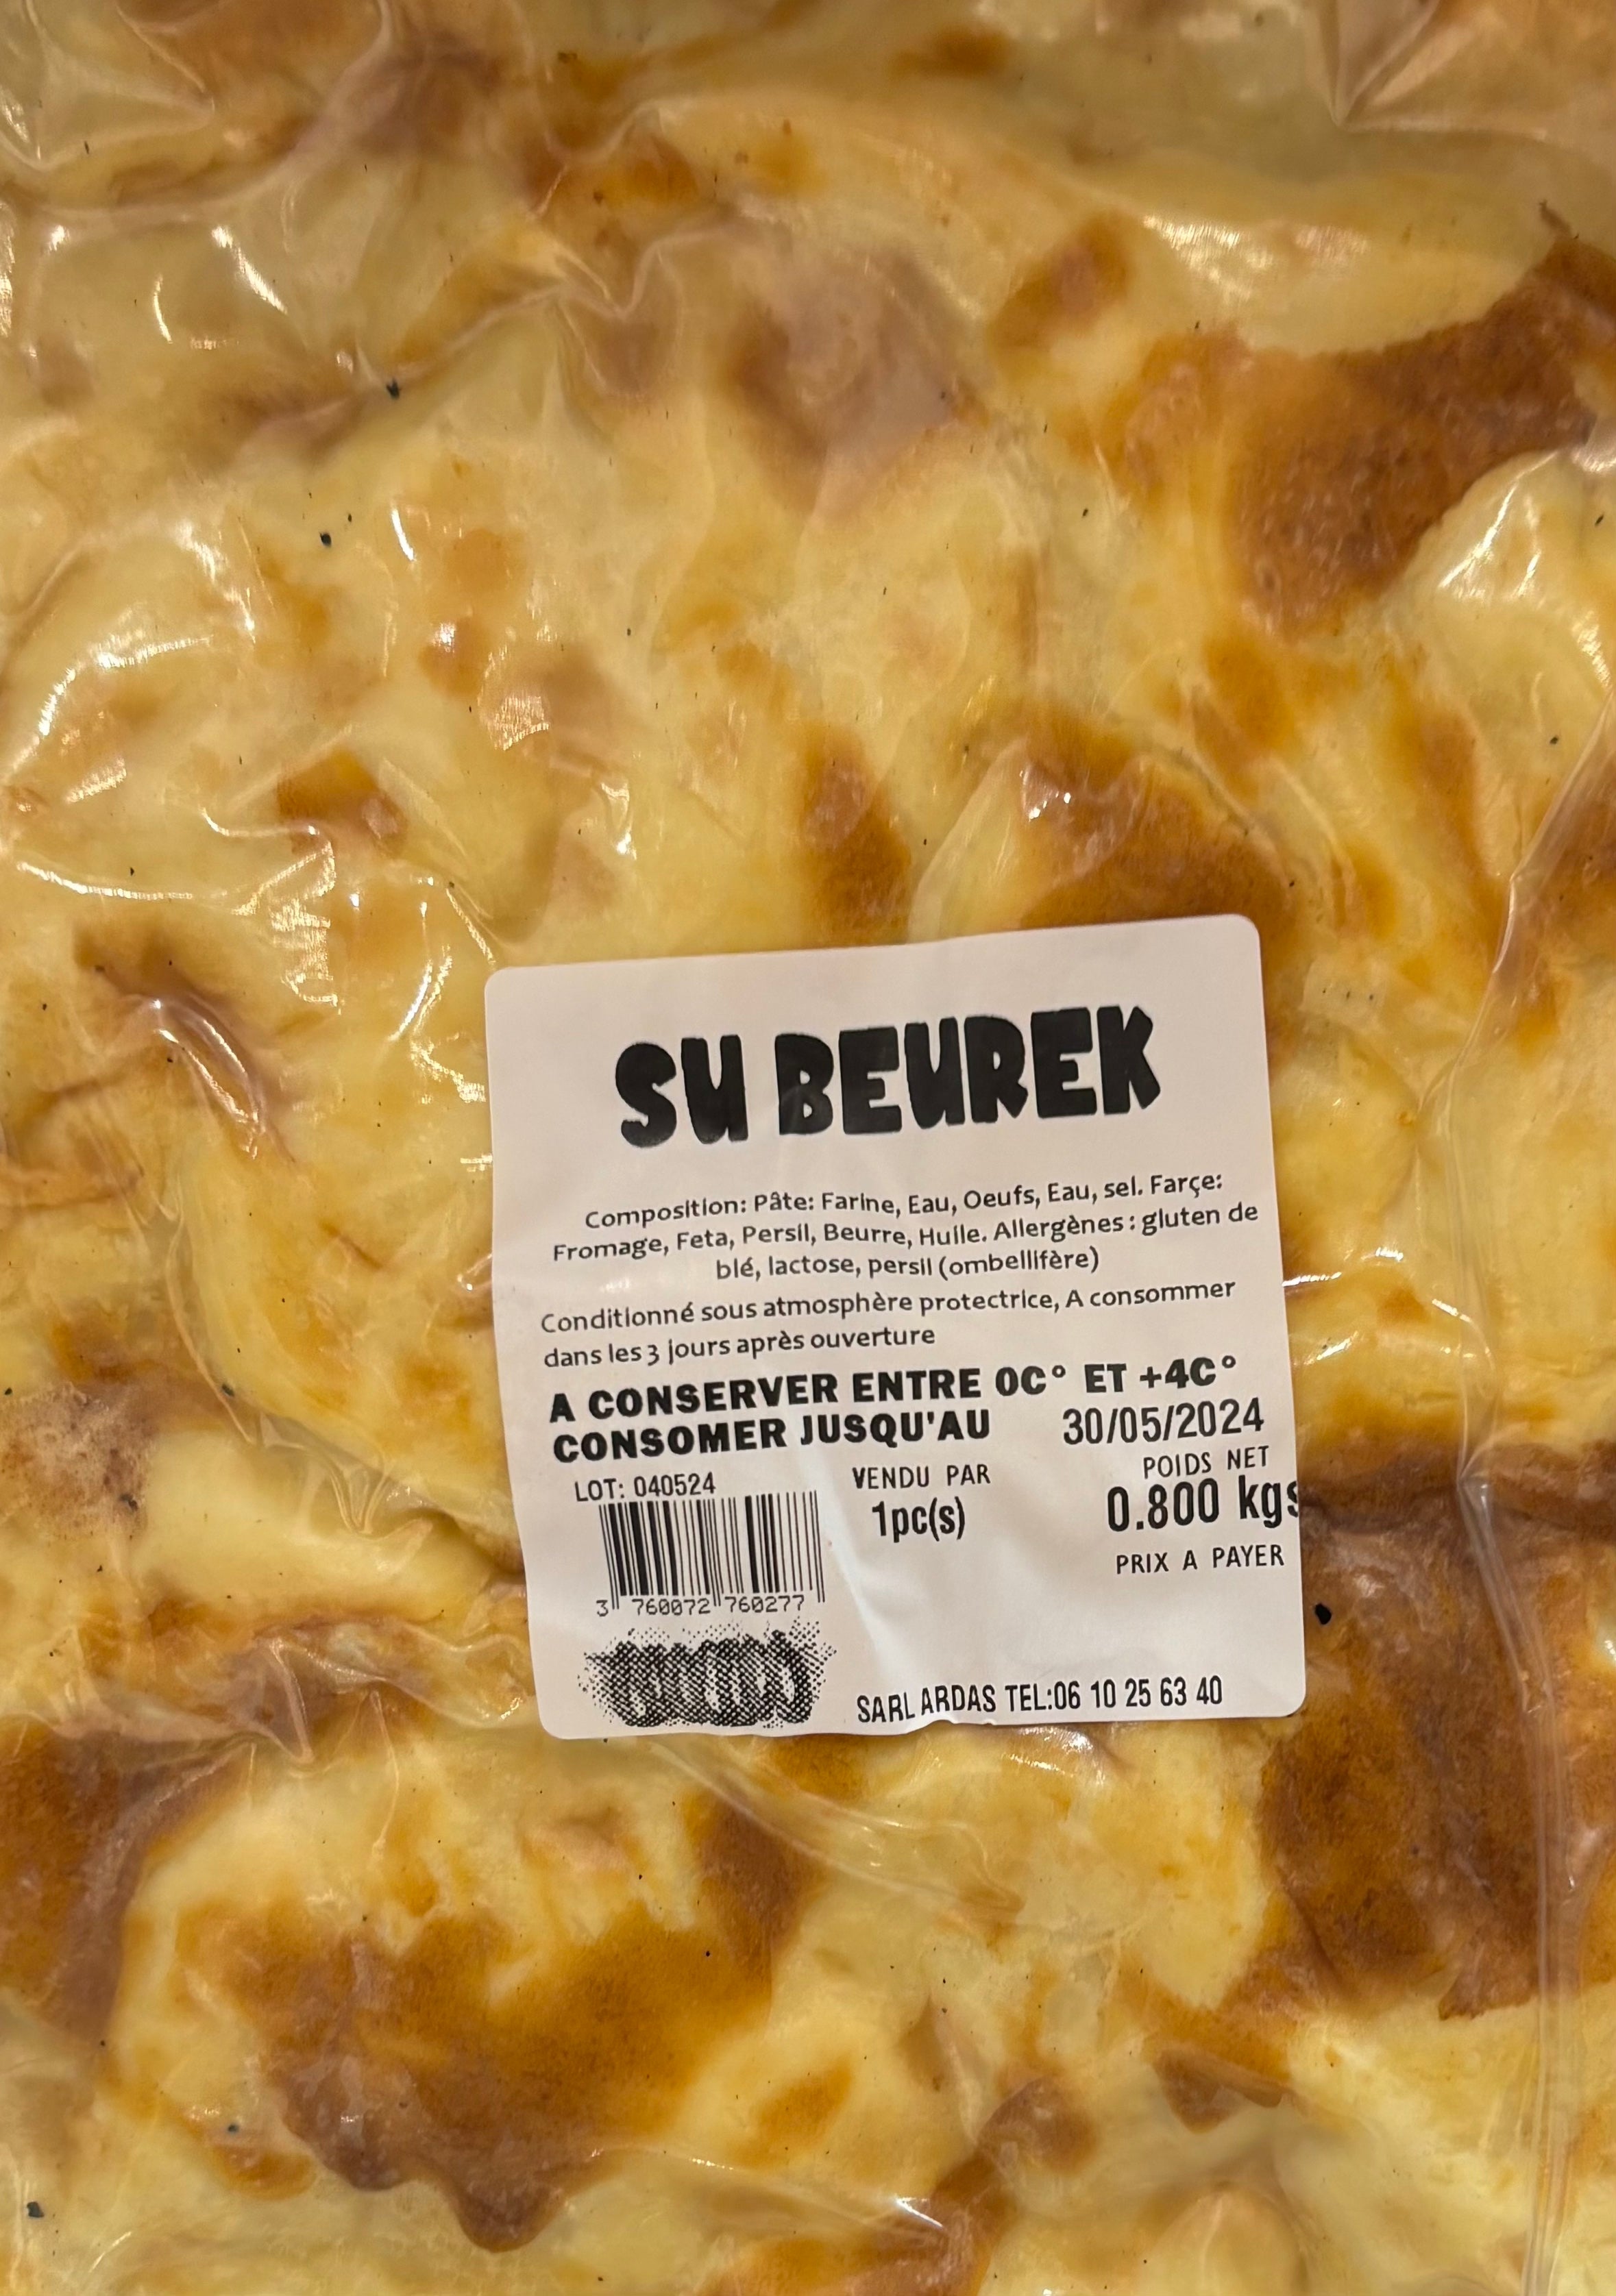 SU BEUREK
Composition: Pâte: Farine, Eau, Oeufs, Eau, sel. Farçe:
Fromage, Feta, Persil, Beurre, Huile. Allergènes : gluten de
blé, lactose, persil (ombellifère)
Conditionné sous atmosphère protectrice, A consommer
dans les 3 jours après ouverture
A CONSERVER ENTRE 0C° ET +4C°
CONSOMER JUSQU'AU 30/05/2024
LOT: 040524
VENDU PAR
1pc(s)
POIDS NET
0.800 kgs
PRIX A PAYER
3 760072 760277
SARL ARDAS TEL:06 10 25 63 40